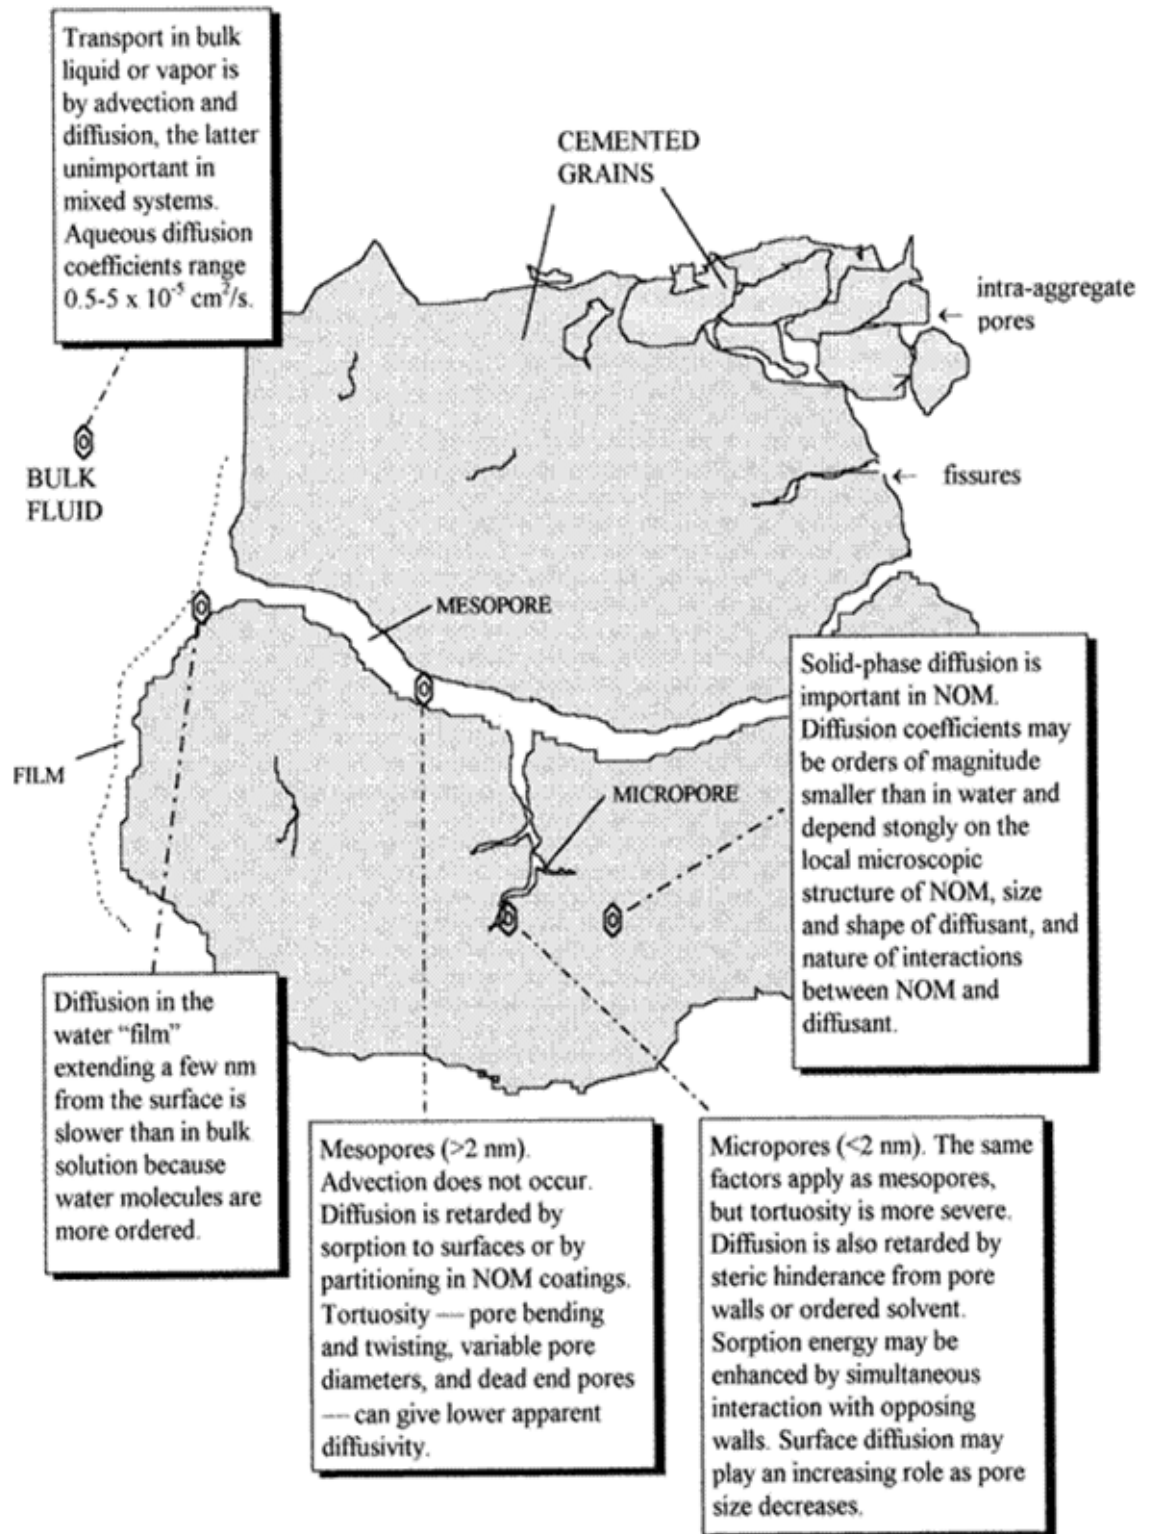 Transport in bulk
liquid or vapor is
by advection and
diffusion, the latter
unimportant in
mixed systems.
Aqueous diffusion
coefficients range
0.5-5 x 10⁻⁵ cm²/s.
CEMENTED
GRAINS
intra-aggregate
pores
fissures
BULK
FLUID
MESOPORE
FILM
MICROPORE
Solid-phase diffusion is
important in NOM.
Diffusion coefficients may
be orders of magnitude
smaller than in water and
depend stongly on the
local microscopic
structure of NOM, size
and shape of diffusant, and
nature of interactions
between NOM and
diffusant.
Diffusion in the
water “film”
extending a few nm
from the surface is
slower than in bulk
solution because
water molecules are
more ordered.
Mesopores (>2 nm).
Advection does not occur.
Diffusion is retarded by
sorption to surfaces or by
partitioning in NOM coatings.
Tortuosity — pore bending
and twisting, variable pore
diameters, and dead end pores
— can give lower apparent
diffusivity.
Micropores (<2 nm). The same
factors apply as mesopores,
but tortuosity is more severe.
Diffusion is also retarded by
steric hinderance from pore
walls or ordered solvent.
Sorption energy may be
enhanced by simultaneous
interaction with opposing
walls. Surface diffusion may
play an increasing role as pore
size decreases.